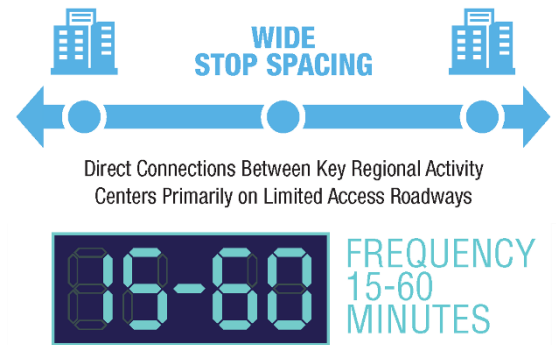 WIDE
STOP SPACING
Direct Connections Between Key Regional Activity
Centers Primarily on Limited Access Roadways
15-60
FREQUENCY
15-60
MINUTES